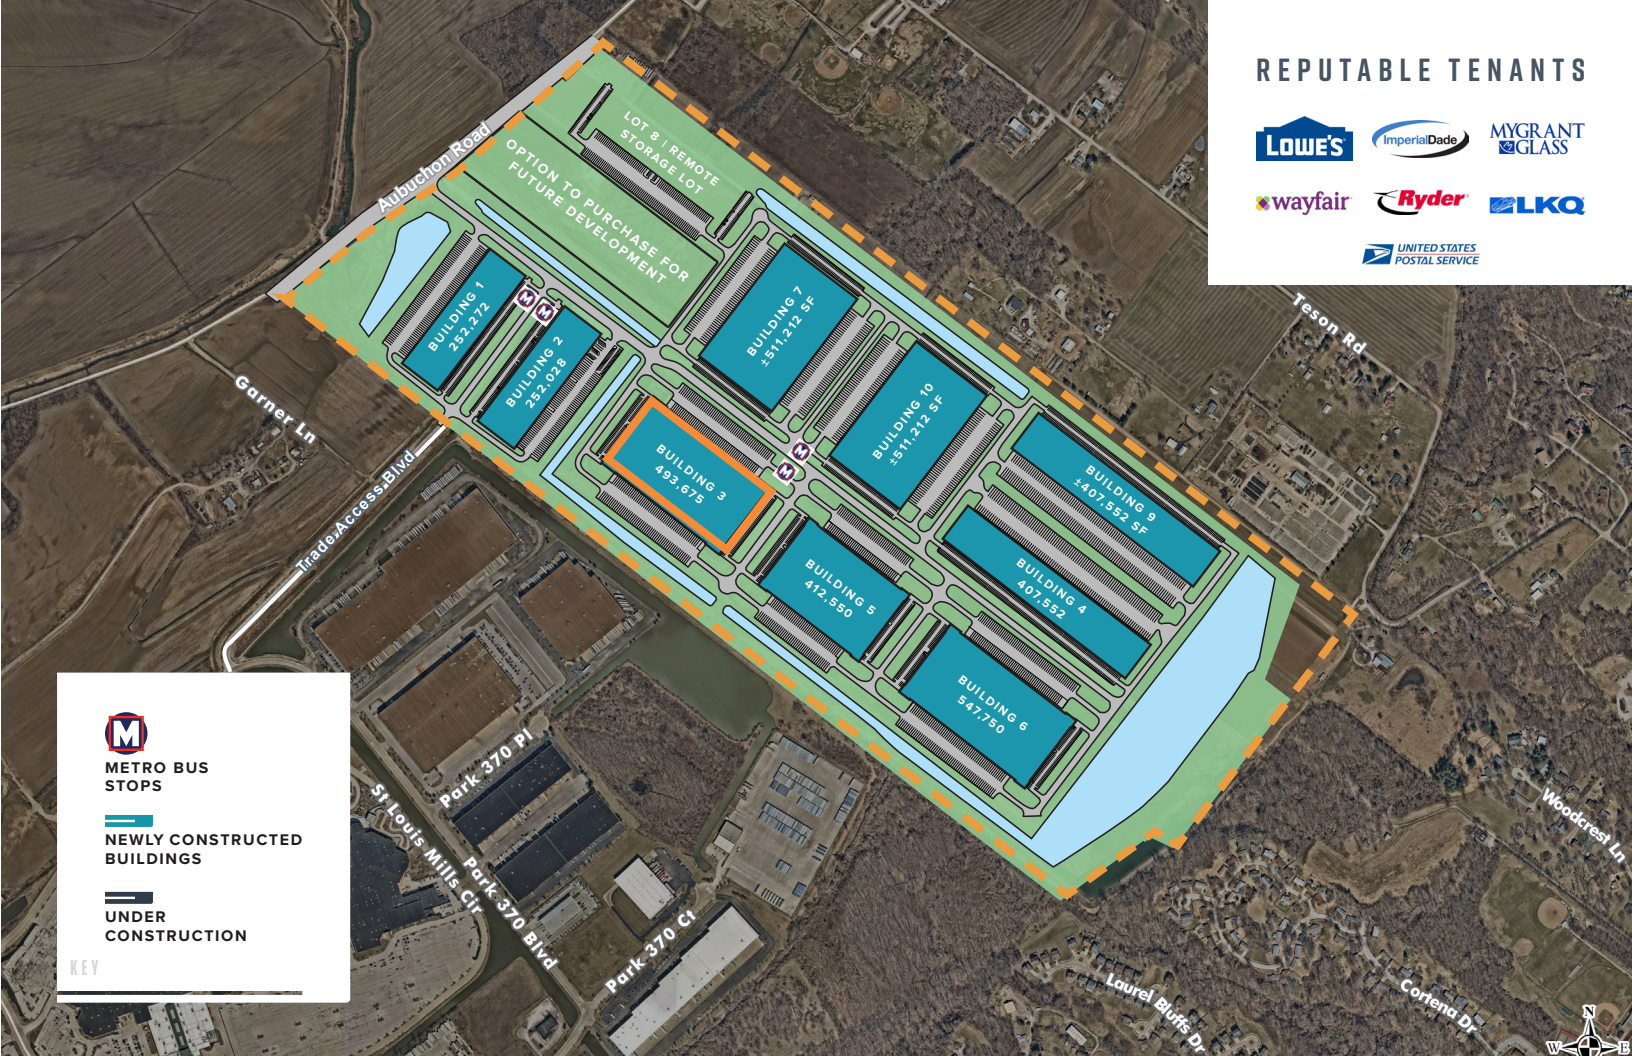 REPUTABLE TENANTS
LOWE'S
ImperialDade
MYGRANT
GLASS
wayfair
Ryder
LKQ
UNITED STATES
POSTAL SERVICE
Aubuchon Road
LOT 8 | REMOTE
STORAGE LOT
OPTION TO PURCHASE FOR
FUTURE DEVELOPMENT
BUILDING 1
252,272
M
M
BUILDING 2
252,028
BUILDING 7
±511,212 SF
BUILDING 10
±511,212 SF
BUILDING 3
493,675
M
M
BUILDING 9
±407,552 SF
BUILDING 4
407,552
BUILDING 5
412,550
BUILDING 6
547,750
Teson Rd
Garner Ln
Trade Access Blvd
Park 370 Pl
St Louis Mills Cir
Park 370 Blvd
Park 370 Ct
Woodcrest Ln
Laurel Bluffs Dr
Cortena Dr
M
METRO BUS
STOPS
NEWLY CONSTRUCTED
BUILDINGS
UNDER
CONSTRUCTION
KEY
N
W
E